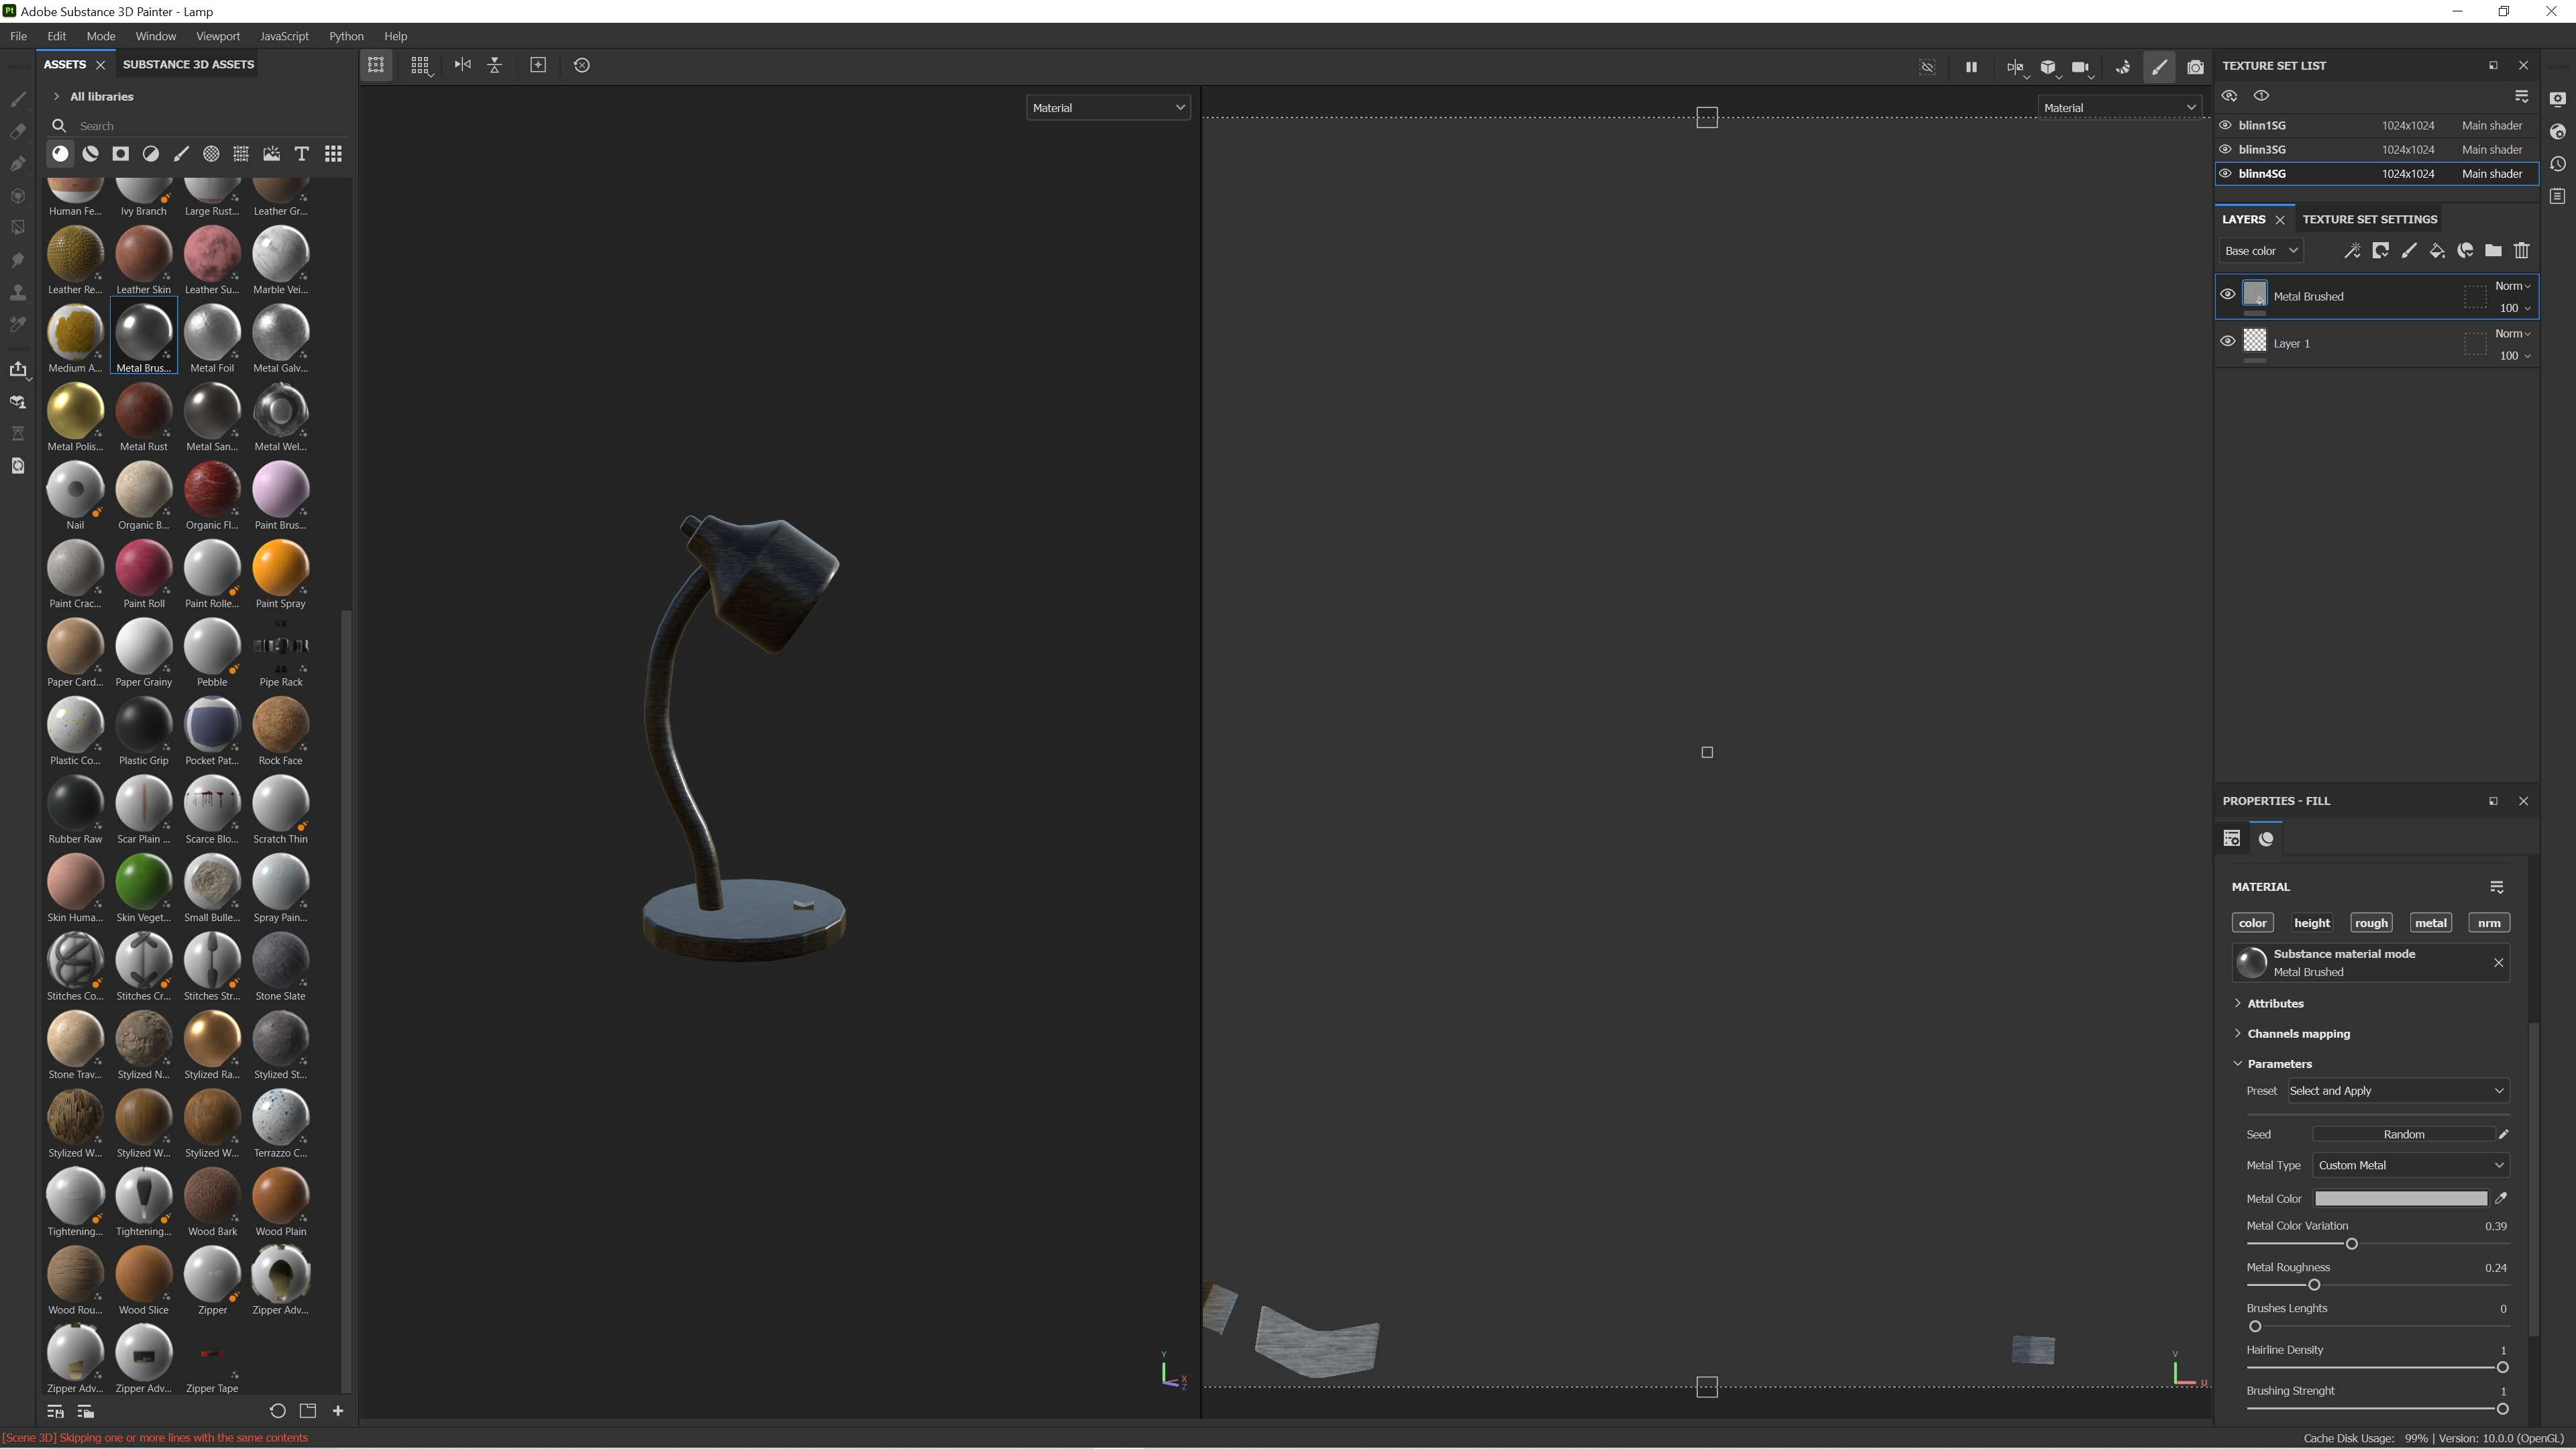 Pt Adobe Substance 3D Painter - Lamp
File Edit Mode Window Viewport JavaScript Python Help
ASSETS SUBSTANCE 3D ASSETS
All libraries
Search
Human Fe... Ivy Branch Large Rust... Leather Gr...
Leather Re... Leather Skin Leather Su... Marble Vei...
Medium A... Metal Brus... Metal Foil Metal Galv...
Metal Polis... Metal Rust Metal San... Metal Wel...
Nail Organic B... Organic Fl... Paint Brus...
Paint Crac... Paint Roll Paint Rolle... Paint Spray
Paper Card... Paper Grainy Pebble Pipe Rack
Plastic Co... Plastic Grip Pocket Pat... Rock Face
Rubber Raw Scar Plain ... Scarce Blo... Scratch Thin
Skin Huma... Skin Veget... Small Bulle... Spray Pain...
Stitches Co... Stitches Cr... Stitches Str... Stone Slate
Stone Trav... Stylized N... Stylized Ra... Stylized St...
Stylized W... Stylized W... Stylized W... Terrazzo C...
Tightening... Tightening... Wood Bark Wood Plain
Wood Rou... Wood Slice Zipper Zipper Adv...
Zipper Adv... Zipper Adv... Zipper Tape
Material
Y
X
Z
Material
V
U
TEXTURE SET LIST
blinn1SG 1024x1024 Main shader
blinn3SG 1024x1024 Main shader
blinn4SG 1024x1024 Main shader
LAYERS TEXTURE SET SETTINGS
Base color
Metal Brushed Norm
100
Layer 1 Norm
100
PROPERTIES - FILL
MATERIAL
color height rough metal nrm
Substance material mode
Metal Brushed
Attributes
Channels mapping
Parameters
Preset Select and Apply
Seed Random
Metal Type Custom Metal
Metal Color
Metal Color Variation 0.39
Metal Roughness 0.24
Brushes Lenghts 0
Hairline Density 1
Brushing Strenght 1
[Scene 3D] Skipping one or more lines with the same contents
Cache Disk Usage: 99% | Version: 10.0.0 (OpenGL)